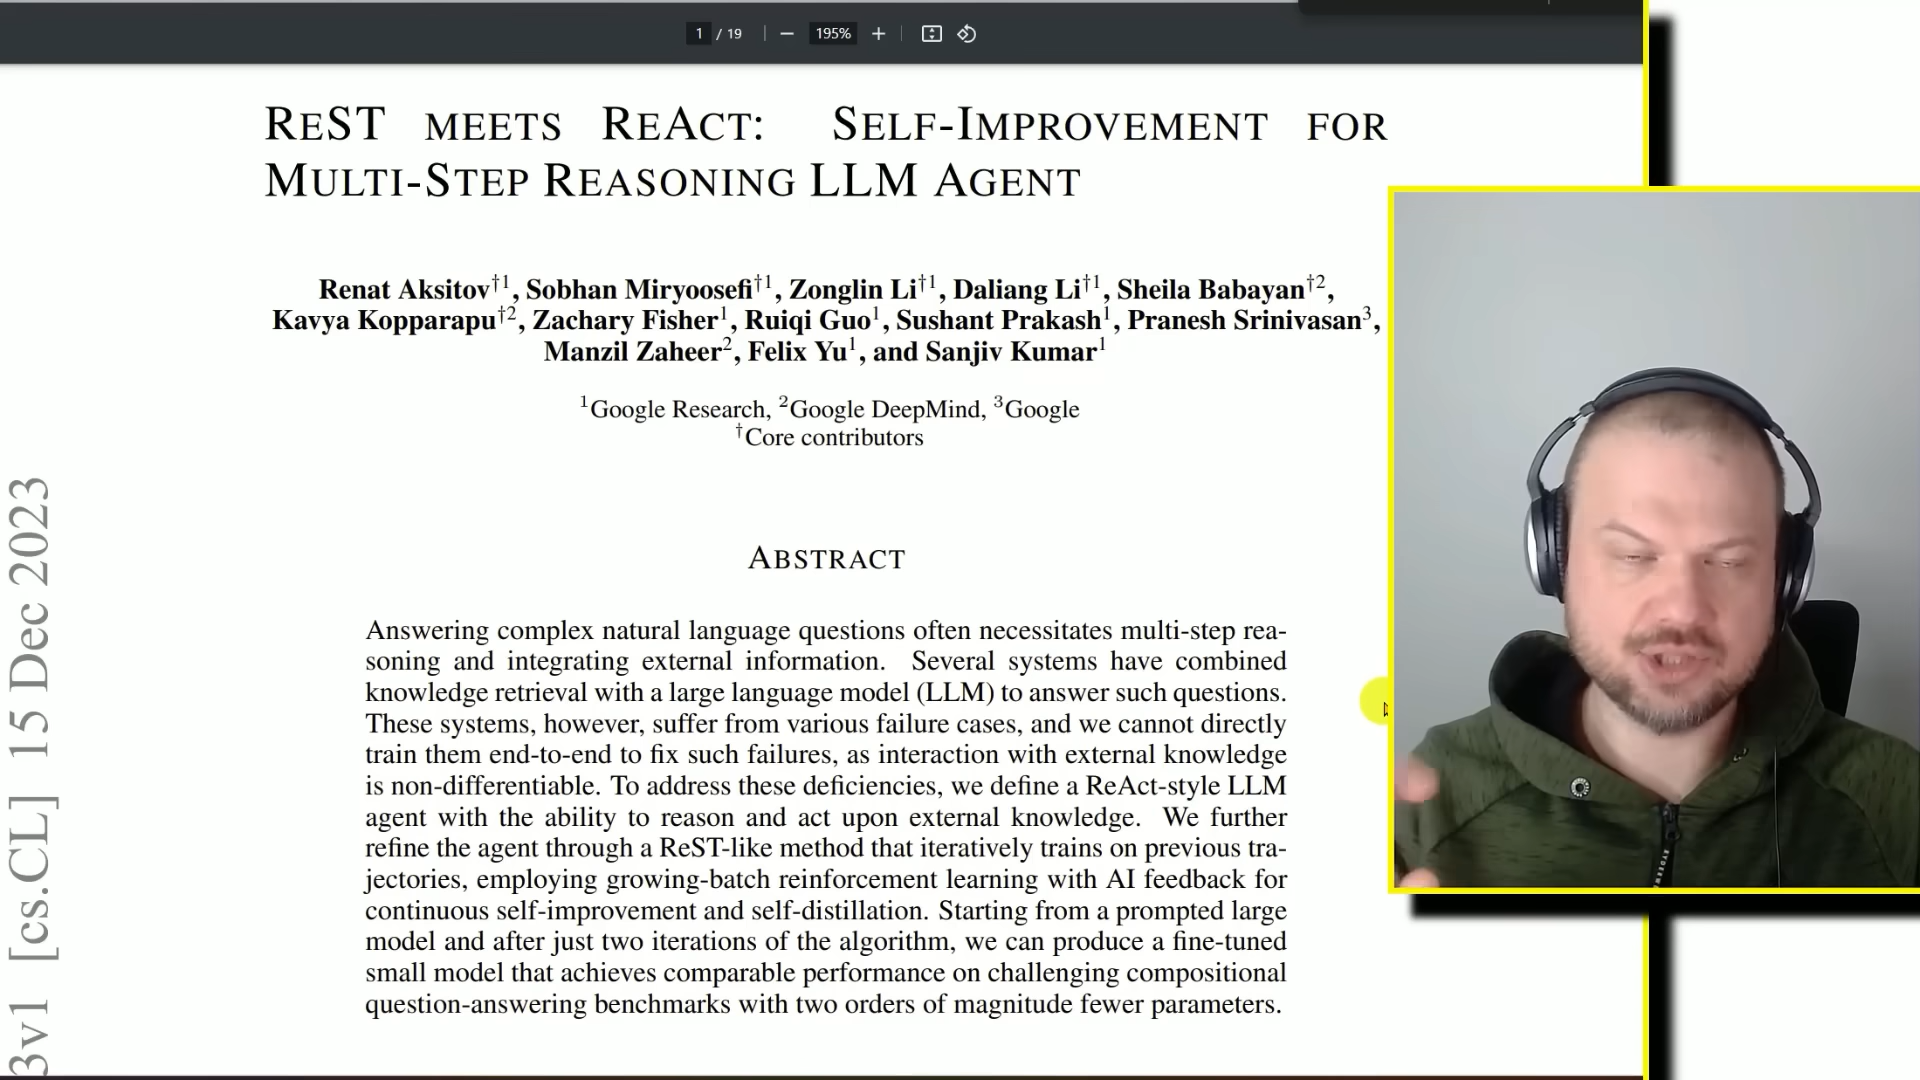 1 / 19 − 195% +
REST MEETS REACT: SELF-IMPROVEMENT FOR
MULTI-STEP REASONING LLM AGENT
Renat Aksitov†1, Sobhan Miryoosefi†1, Zonglin Li†1, Daliang Li†1, Sheila Babayan†2,
Kavya Kopparapu†2, Zachary Fisher1, Ruiqi Guo1, Sushant Prakash1, Pranesh Srinivasan3,
Manzil Zaheer2, Felix Yu1, and Sanjiv Kumar1
1Google Research, 2Google DeepMind, 3Google
†Core contributors
ABSTRACT
Answering complex natural language questions often necessitates multi-step rea-
soning and integrating external information. Several systems have combined
knowledge retrieval with a large language model (LLM) to answer such questions.
These systems, however, suffer from various failure cases, and we cannot directly
train them end-to-end to fix such failures, as interaction with external knowledge
is non-differentiable. To address these deficiencies, we define a ReAct-style LLM
agent with the ability to reason and act upon external knowledge. We further
refine the agent through a ReST-like method that iteratively trains on previous tra-
jectories, employing growing-batch reinforcement learning with AI feedback for
continuous self-improvement and self-distillation. Starting from a prompted large
model and after just two iterations of the algorithm, we can produce a fine-tuned
small model that achieves comparable performance on challenging compositional
question-answering benchmarks with two orders of magnitude fewer parameters.
3v1 [cs.CL] 15 Dec 2023